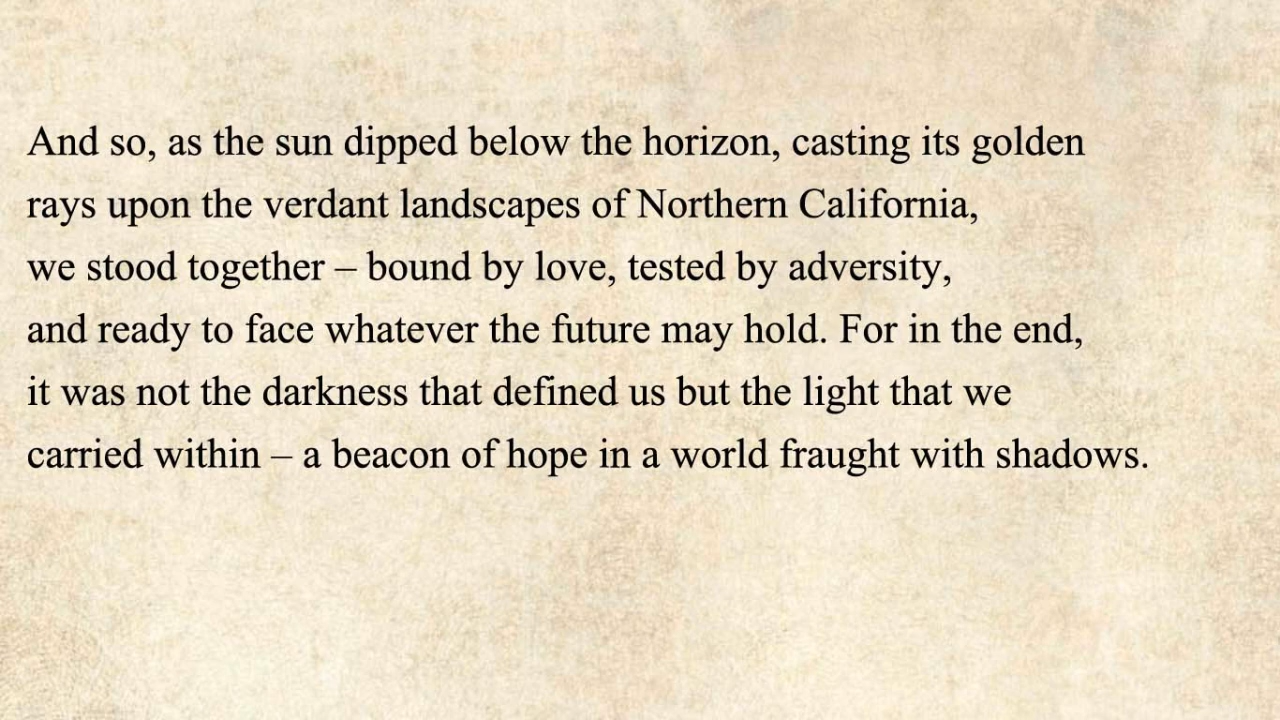 And so, as the sun dipped below the horizon, casting its golden
rays upon the verdant landscapes of Northern California,
we stood together – bound by love, tested by adversity,
and ready to face whatever the future may hold. For in the end,
it was not the darkness that defined us but the light that we
carried within – a beacon of hope in a world fraught with shadows.